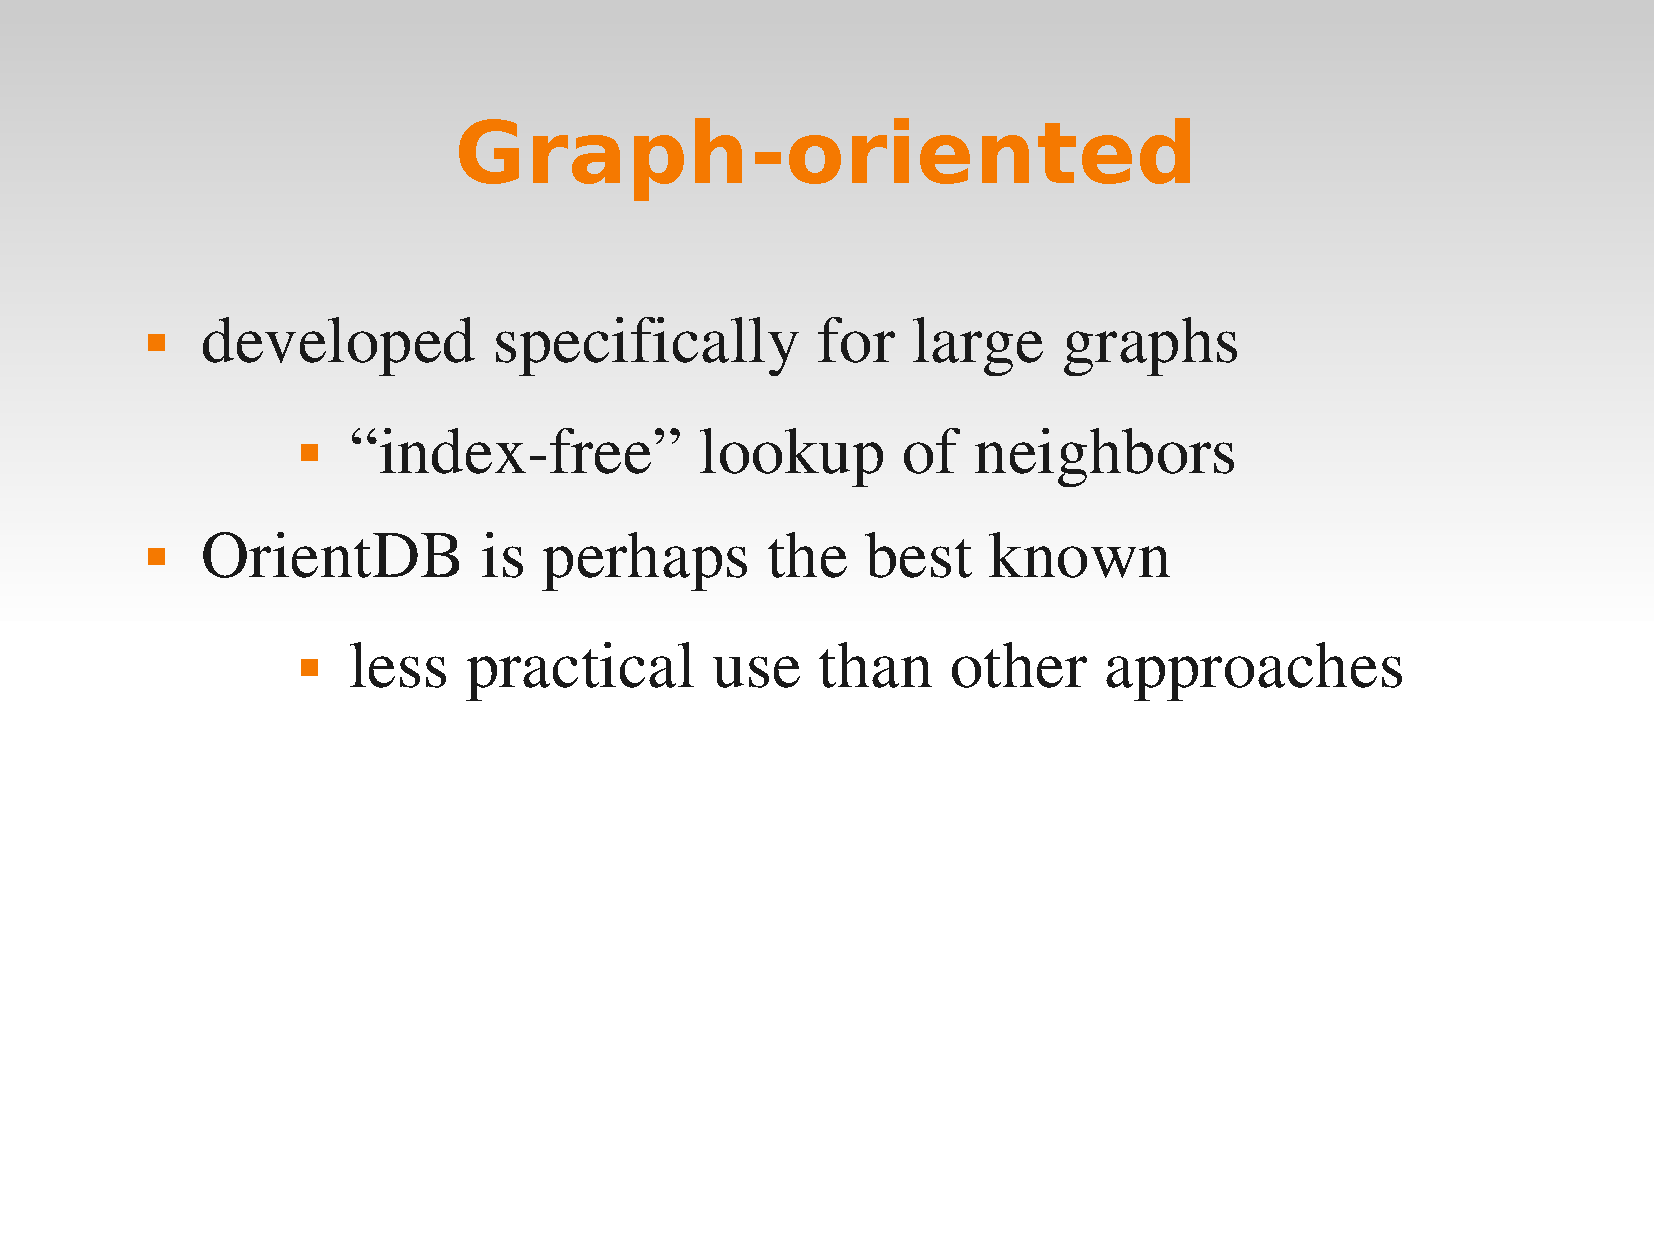 Graph-oriented
▪ developed specifically for large graphs
▪ “index-free” lookup of neighbors
▪ OrientDB is perhaps the best known
▪ less practical use than other approaches